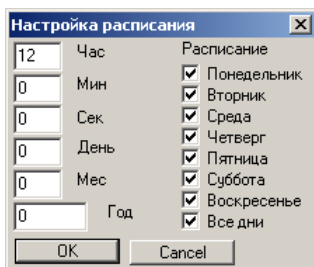 Настройка расписания
12 Час
0 Мин
0 Сек
0 День
0 Мес
0 Год
Расписание
Понедельник
Вторник
Среда
Четверг
Пятница
Суббота
Воскресенье
Все дни
OK
Cancel